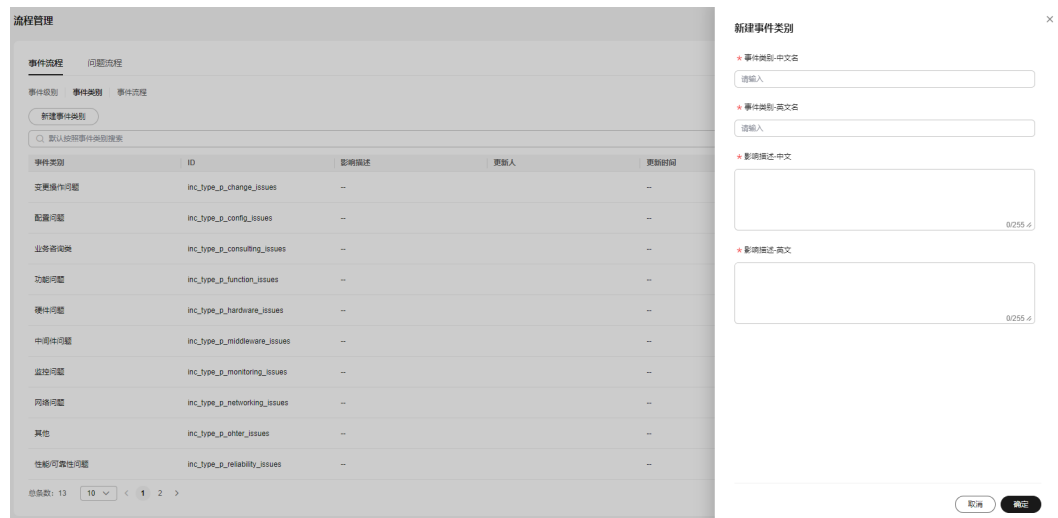 流程管理
事件流程 问题流程
事件级别 事件类别 事件流程
新建事件类别
默认按照事件类别搜索
事件类别 ID 影响描述 更新人 更新时间
变更操作问题 inc_type_p_change_issues -- --
配置问题 inc_type_p_config_issues -- --
业务咨询类 inc_type_p_consulting_issues -- --
功能问题 inc_type_p_function_issues -- --
硬件问题 inc_type_p_hardware_issues -- --
中间件问题 inc_type_p_middleware_issues -- --
监控问题 inc_type_p_monitoring_issues -- --
网络问题 inc_type_p_networking_issues -- --
其他 inc_type_p_ohter_issues -- --
性能/可靠性问题 inc_type_p_reliability_issues -- --
总条数：13 10 < 1 2 >
新建事件类别
* 事件类别-中文名
请输入
* 事件类别-英文名
请输入
* 影响描述-中文
0/255
* 影响描述-英文
0/255
取消 确定